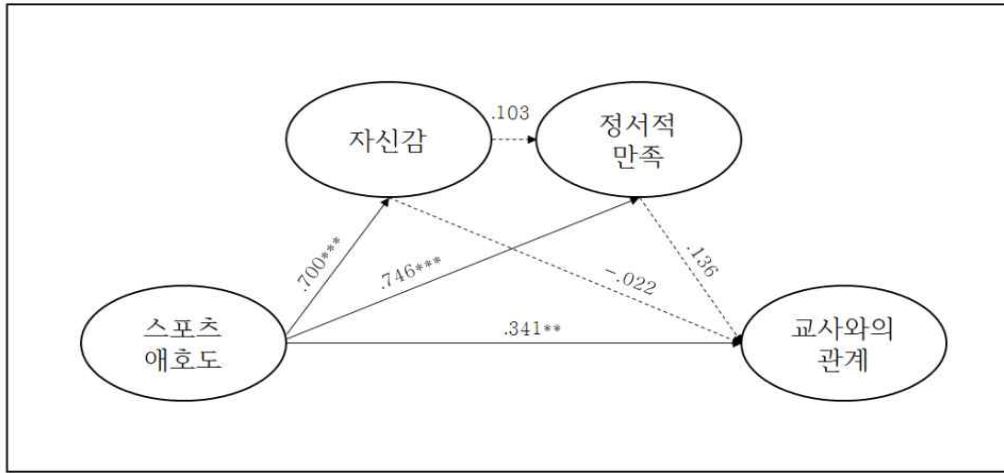 .103
자신감
정서적
만족
.700***
.746***
-.022
.136
.341**
스포츠
애호도
교사와의
관계